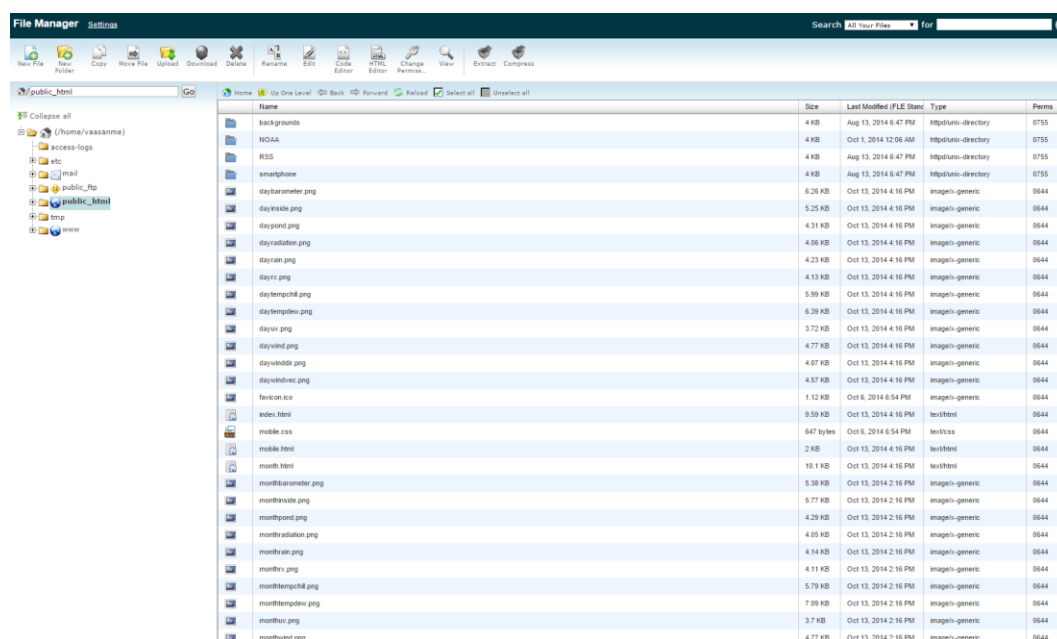 File Manager Settings Search All Your Files for
New File New Folder Copy Move File Upload Download Delete Rename Edit Code Editor HTML Editor Change Permiss... View Extract Compress
/public_html Go Home Up One Level Back Forward Reload Select all Unselect all
Name Size Last Modified (FLE Stand Type Perms
Collapse all
(/home/vaasanme)
access-logs
etc
mail
public_ftp
public_html
tmp
www
backgrounds 4 KB Aug 13, 2014 6:47 PM httpd/unix-directory 0755
NOAA 4 KB Oct 1, 2014 12:06 AM httpd/unix-directory 0755
RSS 4 KB Aug 13, 2014 6:47 PM httpd/unix-directory 0755
smartphone 4 KB Aug 13, 2014 6:47 PM httpd/unix-directory 0755
daybarometer.png 6.26 KB Oct 13, 2014 4:16 PM image/x-generic 0644
dayinside.png 5.25 KB Oct 13, 2014 4:16 PM image/x-generic 0644
daypond.png 4.31 KB Oct 13, 2014 4:16 PM image/x-generic 0644
dayradiation.png 4.06 KB Oct 13, 2014 4:16 PM image/x-generic 0644
dayrain.png 4.23 KB Oct 13, 2014 4:16 PM image/x-generic 0644
dayrx.png 4.13 KB Oct 13, 2014 4:16 PM image/x-generic 0644
daytempchill.png 5.99 KB Oct 13, 2014 4:16 PM image/x-generic 0644
daytempdew.png 6.39 KB Oct 13, 2014 4:16 PM image/x-generic 0644
dayuv.png 3.72 KB Oct 13, 2014 4:16 PM image/x-generic 0644
daywind.png 4.77 KB Oct 13, 2014 4:16 PM image/x-generic 0644
daywinddir.png 4.07 KB Oct 13, 2014 4:16 PM image/x-generic 0644
daywindvec.png 4.57 KB Oct 13, 2014 4:16 PM image/x-generic 0644
favicon.ico 1.12 KB Oct 6, 2014 6:54 PM image/x-generic 0644
index.html 9.59 KB Oct 13, 2014 4:16 PM text/html 0644
mobile.css 647 bytes Oct 6, 2014 6:54 PM text/css 0644
mobile.html 2 KB Oct 13, 2014 4:16 PM text/html 0644
month.html 10.1 KB Oct 13, 2014 4:16 PM text/html 0644
monthbarometer.png 5.38 KB Oct 13, 2014 2:16 PM image/x-generic 0644
monthinside.png 5.77 KB Oct 13, 2014 2:16 PM image/x-generic 0644
monthpond.png 4.29 KB Oct 13, 2014 2:16 PM image/x-generic 0644
monthradiation.png 4.05 KB Oct 13, 2014 2:16 PM image/x-generic 0644
monthrain.png 4.14 KB Oct 13, 2014 2:16 PM image/x-generic 0644
monthrx.png 4.11 KB Oct 13, 2014 2:16 PM image/x-generic 0644
monthtempchill.png 5.79 KB Oct 13, 2014 2:16 PM image/x-generic 0644
monthtempdew.png 7.09 KB Oct 13, 2014 2:16 PM image/x-generic 0644
monthuv.png 3.7 KB Oct 13, 2014 2:16 PM image/x-generic 0644
monthwind.png 4.77 KB Oct 13, 2014 2:16 PM image/x-generic 0644